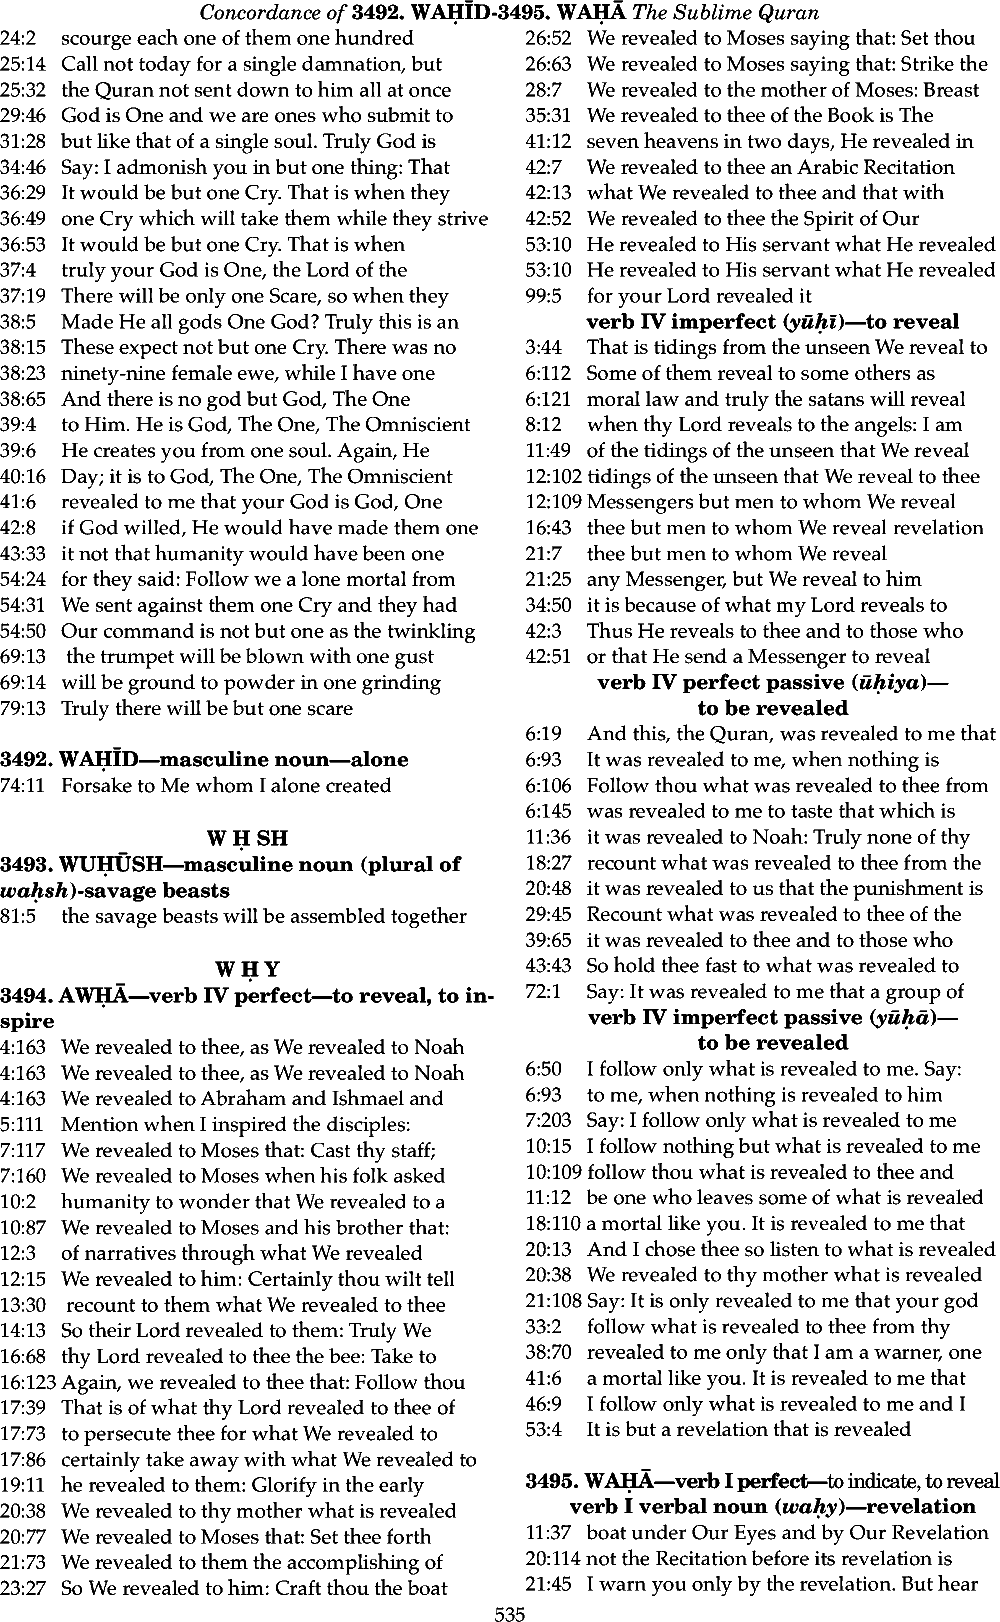 Concordance of 3492. WAḤĪD-3495. WAḤĀ The Sublime Quran
24:2 scourge each one of them one hundred
25:14 Call not today for a single damnation, but
25:32 the Quran not sent down to him all at once
29:46 God is One and we are ones who submit to
31:28 but like that of a single soul. Truly God is
34:46 Say: I admonish you in but one thing: That
36:29 It would be but one Cry. That is when they
36:49 one Cry which will take them while they strive
36:53 It would be but one Cry. That is when
37:4 truly your God is One, the Lord of the
37:19 There will be only one Scare, so when they
38:5 Made He all gods One God? Truly this is an
38:15 These expect not but one Cry. There was no
38:23 ninety-nine female ewe, while I have one
38:65 And there is no god but God, The One
39:4 to Him. He is God, The One, The Omniscient
39:6 He creates you from one soul. Again, He
40:16 Day; it is to God, The One, The Omniscient
41:6 revealed to me that your God is God, One
42:8 if God willed, He would have made them one
43:33 it not that humanity would have been one
54:24 for they said: Follow we a lone mortal from
54:31 We sent against them one Cry and they had
54:50 Our command is not but one as the twinkling
69:13 the trumpet will be blown with one gust
69:14 will be ground to powder in one grinding
79:13 Truly there will be but one scare
3492. WAḤĪD—masculine noun—alone
74:11 Forsake to Me whom I alone created
W Ḥ SH
3493. WUḤŪSH—masculine noun (plural of
waḥsh)-savage beasts
81:5 the savage beasts will be assembled together
W Ḥ Y
3494. AWḤĀ—verb IV perfect—to reveal, to in-
spire
4:163 We revealed to thee, as We revealed to Noah
4:163 We revealed to thee, as We revealed to Noah
4:163 We revealed to Abraham and Ishmael and
5:111 Mention when I inspired the disciples:
7:117 We revealed to Moses that: Cast thy staff;
7:160 We revealed to Moses when his folk asked
10:2 humanity to wonder that We revealed to a
10:87 We revealed to Moses and his brother that:
12:3 of narratives through what We revealed
12:15 We revealed to him: Certainly thou wilt tell
13:30 recount to them what We revealed to thee
14:13 So their Lord revealed to them: Truly We
16:68 thy Lord revealed to thee the bee: Take to
16:123 Again, we revealed to thee that: Follow thou
17:39 That is of what thy Lord revealed to thee of
17:73 to persecute thee for what We revealed to
17:86 certainly take away with what We revealed to
19:11 he revealed to them: Glorify in the early
20:38 We revealed to thy mother what is revealed
20:77 We revealed to Moses that: Set thee forth
21:73 We revealed to them the accomplishing of
23:27 So We revealed to him: Craft thou the boat
26:52 We revealed to Moses saying that: Set thou
26:63 We revealed to Moses saying that: Strike the
28:7 We revealed to the mother of Moses: Breast
35:31 We revealed to thee of the Book is The
41:12 seven heavens in two days, He revealed in
42:7 We revealed to thee an Arabic Recitation
42:13 what We revealed to thee and that with
42:52 We revealed to thee the Spirit of Our
53:10 He revealed to His servant what He revealed
53:10 He revealed to His servant what He revealed
99:5 for your Lord revealed it
verb IV imperfect (yūḥī)—to reveal
3:44 That is tidings from the unseen We reveal to
6:112 Some of them reveal to some others as
6:121 moral law and truly the satans will reveal
8:12 when thy Lord reveals to the angels: I am
11:49 of the tidings of the unseen that We reveal
12:102 tidings of the unseen that We reveal to thee
12:109 Messengers but men to whom We reveal
16:43 thee but men to whom We reveal revelation
21:7 thee but men to whom We reveal
21:25 any Messenger, but We reveal to him
34:50 it is because of what my Lord reveals to
42:3 Thus He reveals to thee and to those who
42:51 or that He send a Messenger to reveal
verb IV perfect passive (ūḥiya)—
to be revealed
6:19 And this, the Quran, was revealed to me that
6:93 It was revealed to me, when nothing is
6:106 Follow thou what was revealed to thee from
6:145 was revealed to me to taste that which is
11:36 it was revealed to Noah: Truly none of thy
18:27 recount what was revealed to thee from the
20:48 it was revealed to us that the punishment is
29:45 Recount what was revealed to thee of the
39:65 it was revealed to thee and to those who
43:43 So hold thee fast to what was revealed to
72:1 Say: It was revealed to me that a group of
verb IV imperfect passive (yūḥā)—
to be revealed
6:50 I follow only what is revealed to me. Say:
6:93 to me, when nothing is revealed to him
7:203 Say: I follow only what is revealed to me
10:15 I follow nothing but what is revealed to me
10:109 follow thou what is revealed to thee and
11:12 be one who leaves some of what is revealed
18:110 a mortal like you. It is revealed to me that
20:13 And I chose thee so listen to what is revealed
20:38 We revealed to thy mother what is revealed
21:108 Say: It is only revealed to me that your god
33:2 follow what is revealed to thee from thy
38:70 revealed to me only that I am a warner, one
41:6 a mortal like you. It is revealed to me that
46:9 I follow only what is revealed to me and I
53:4 It is but a revelation that is revealed
3495. WAḤĀ—verb I perfect—to indicate, to reveal
verb I verbal noun (waḥy)—revelation
11:37 boat under Our Eyes and by Our Revelation
20:114 not the Recitation before its revelation is
21:45 I warn you only by the revelation. But hear
535